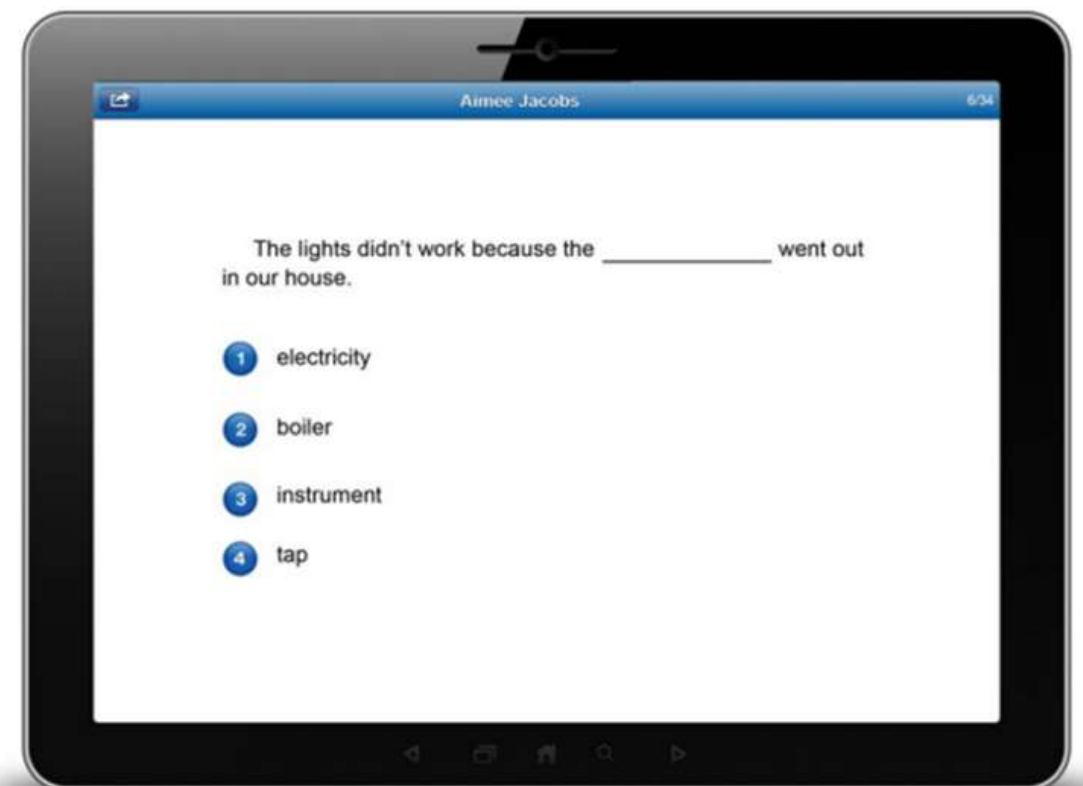 Aimee Jacobs
6/34
The lights didn't work because the ______________ went out
in our house.
1 electricity
2 boiler
3 instrument
4 tap